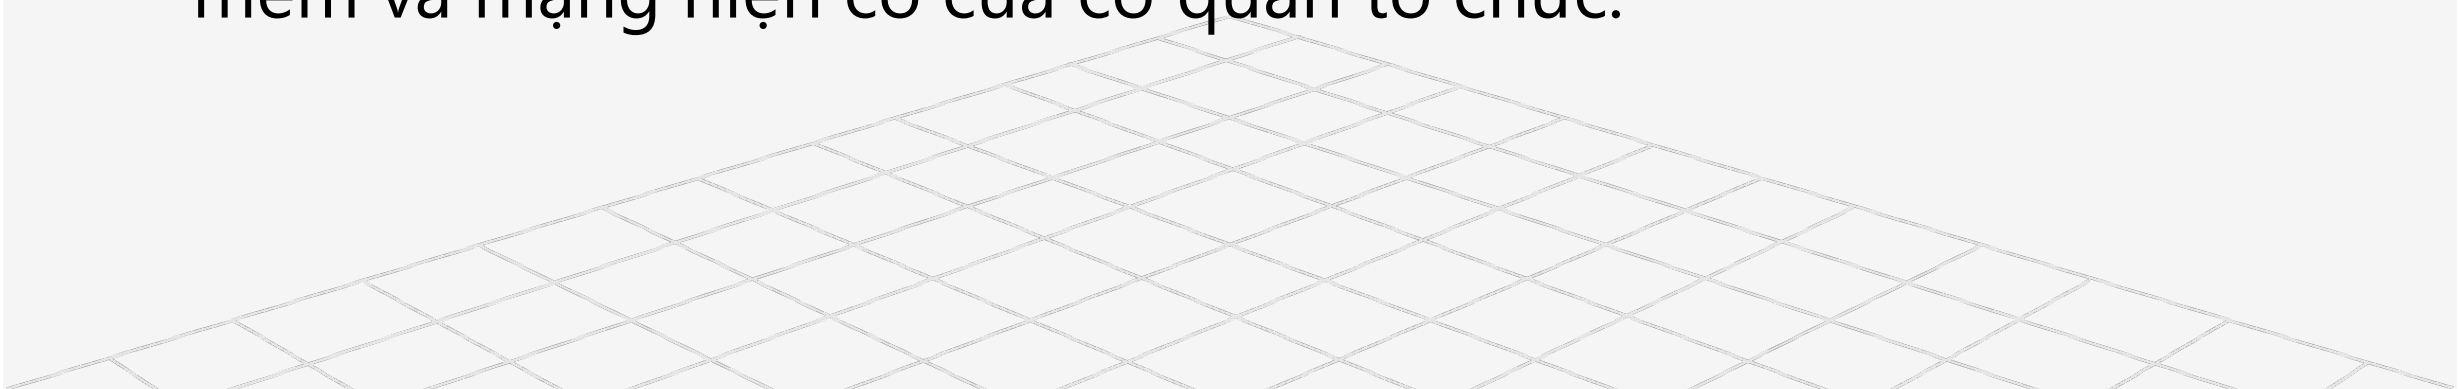 mềm và mạng hiện có của cơ quan tổ chức.